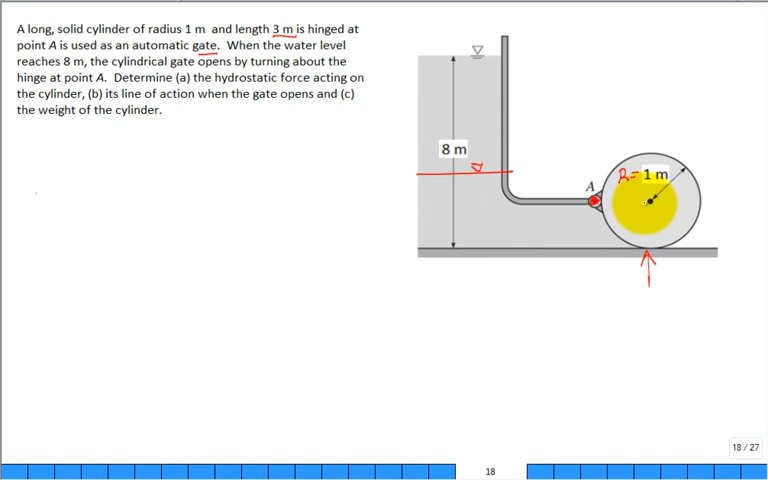 A long, solid cylinder of radius 1 m and length 3 m is hinged at
point A is used as an automatic gate. When the water level
reaches 8 m, the cylindrical gate opens by turning about the
hinge at point A. Determine (a) the hydrostatic force acting on
the cylinder, (b) its line of action when the gate opens and (c)
the weight of the cylinder.
8 m
A
R= 1 m
18 / 27
18